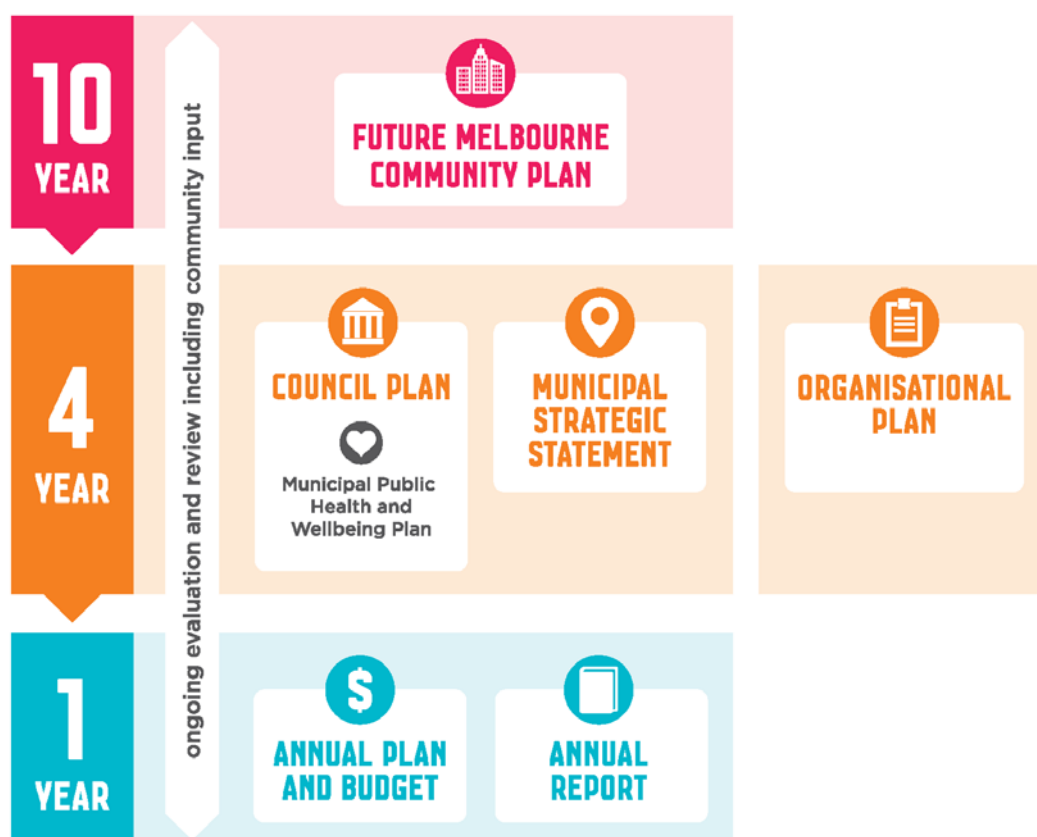 10
YEAR
ongoing evaluation and review including community input
FUTURE MELBOURNE
COMMUNITY PLAN
4
YEAR
COUNCIL PLAN
Municipal Public
Health and
Wellbeing Plan
MUNICIPAL
STRATEGIC
STATEMENT
ORGANISATIONAL
PLAN
1
YEAR
$
ANNUAL PLAN
AND BUDGET
ANNUAL
REPORT